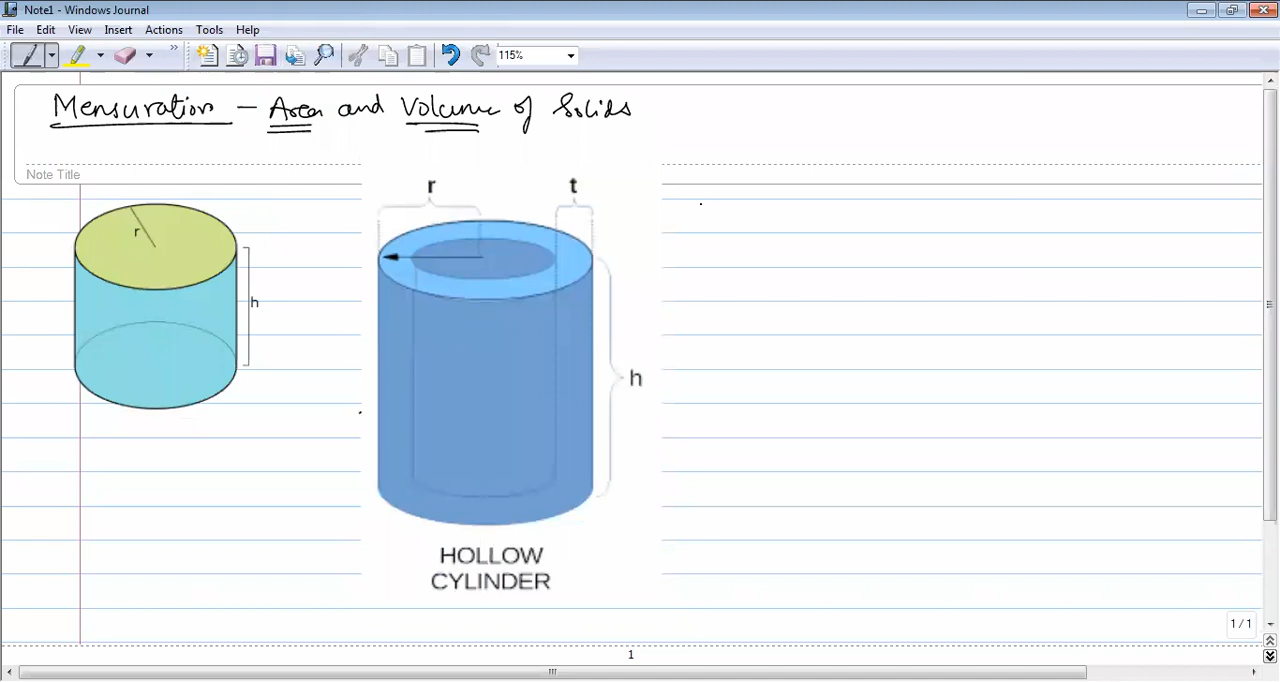 Note1 - Windows Journal
File Edit View Insert Actions Tools Help
115%
Mensuration - Area and Volume of Solids
Note Title
r
h
r
t
h
HOLLOW
CYLINDER
1 / 1
1